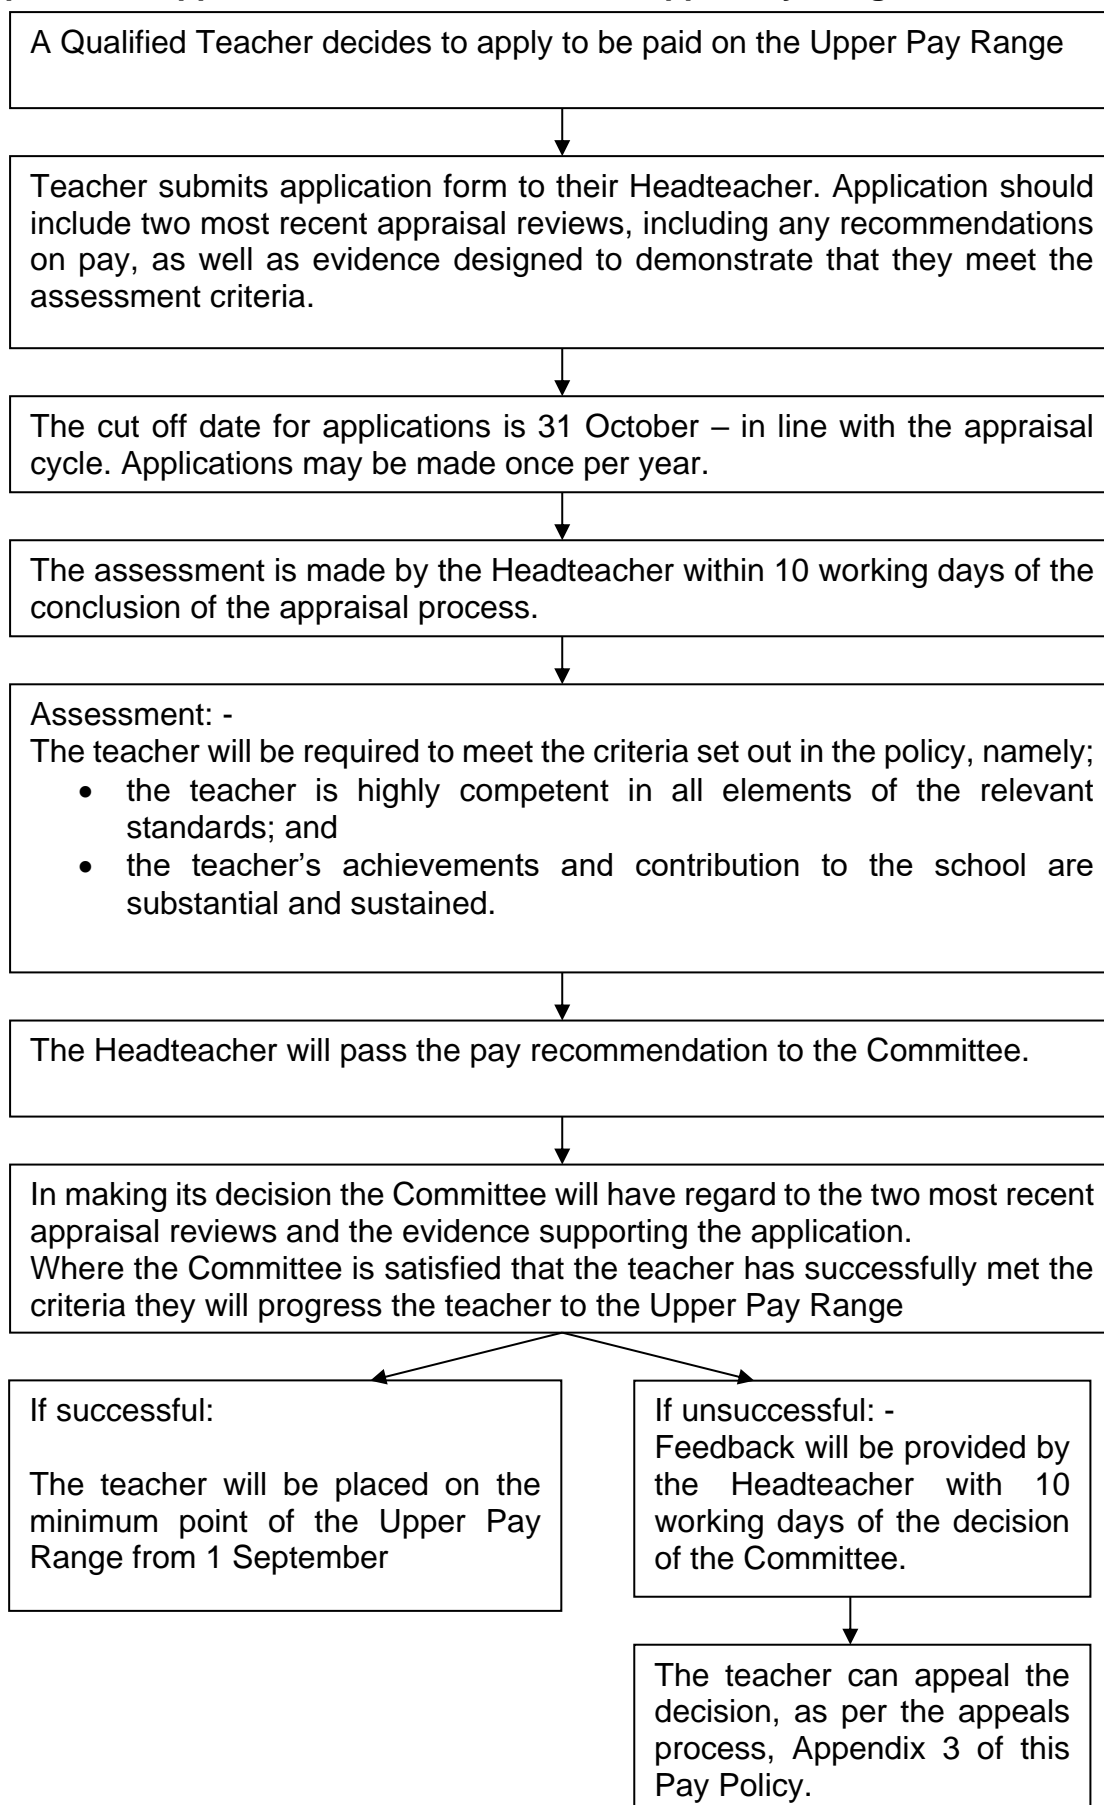 A Qualified Teacher decides to apply to be paid on the Upper Pay Range
Teacher submits application form to their Headteacher. Application should
include two most recent appraisal reviews, including any recommendations
on pay, as well as evidence designed to demonstrate that they meet the
assessment criteria.
The cut off date for applications is 31 October – in line with the appraisal
cycle. Applications may be made once per year.
The assessment is made by the Headteacher within 10 working days of the
conclusion of the appraisal process.
Assessment: -
The teacher will be required to meet the criteria set out in the policy, namely;
• the teacher is highly competent in all elements of the relevant
standards; and
• the teacher’s achievements and contribution to the school are
substantial and sustained.
The Headteacher will pass the pay recommendation to the Committee.
In making its decision the Committee will have regard to the two most recent
appraisal reviews and the evidence supporting the application.
Where the Committee is satisfied that the teacher has successfully met the
criteria they will progress the teacher to the Upper Pay Range
If successful:
The teacher will be placed on the
minimum point of the Upper Pay
Range from 1 September
If unsuccessful: -
Feedback will be provided by
the Headteacher with 10
working days of the decision
of the Committee.
The teacher can appeal the
decision, as per the appeals
process, Appendix 3 of this
Pay Policy.